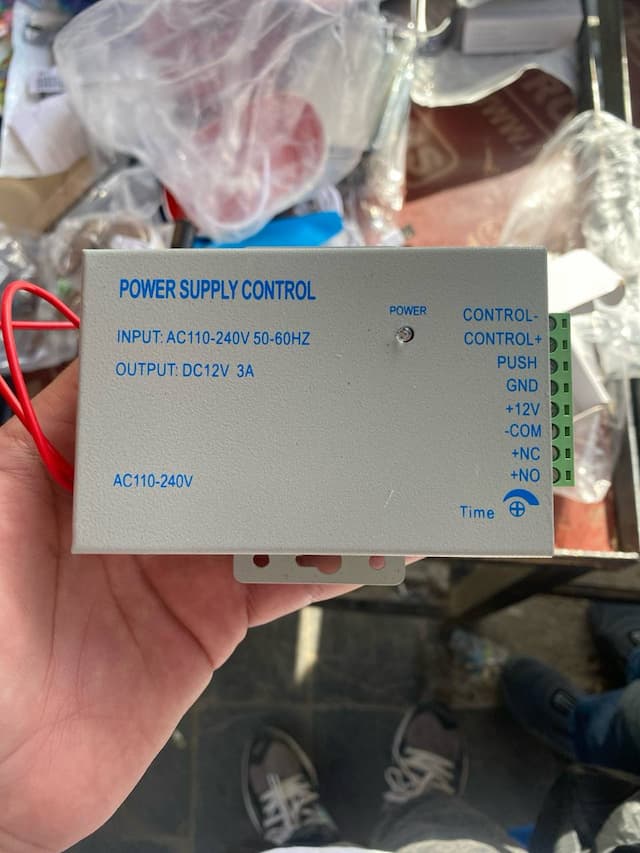 POWER SUPPLY CONTROL
INPUT: AC110-240V 50-60HZ
OUTPUT: DC12V 3A
AC110-240V
POWER
CONTROL-
CONTROL+
PUSH
GND
+12V
-COM
+NC
+NO
Time
www.